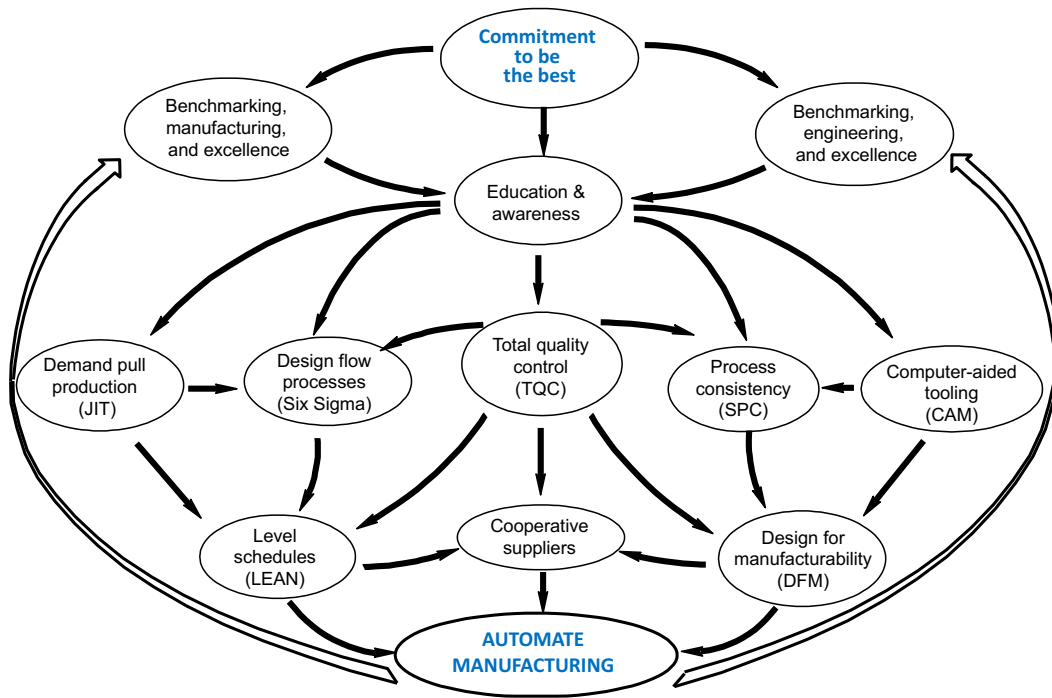 Commitment
to be
the best
Benchmarking,
manufacturing,
and excellence
Benchmarking,
engineering,
and excellence
Education &
awareness
Demand pull
production
(JIT)
Design flow
processes
(Six Sigma)
Total quality
control
(TQC)
Process
consistency
(SPC)
Computer-aided
tooling
(CAM)
Level
schedules
(LEAN)
Cooperative
suppliers
Design for
manufacturability
(DFM)
AUTOMATE
MANUFACTURING